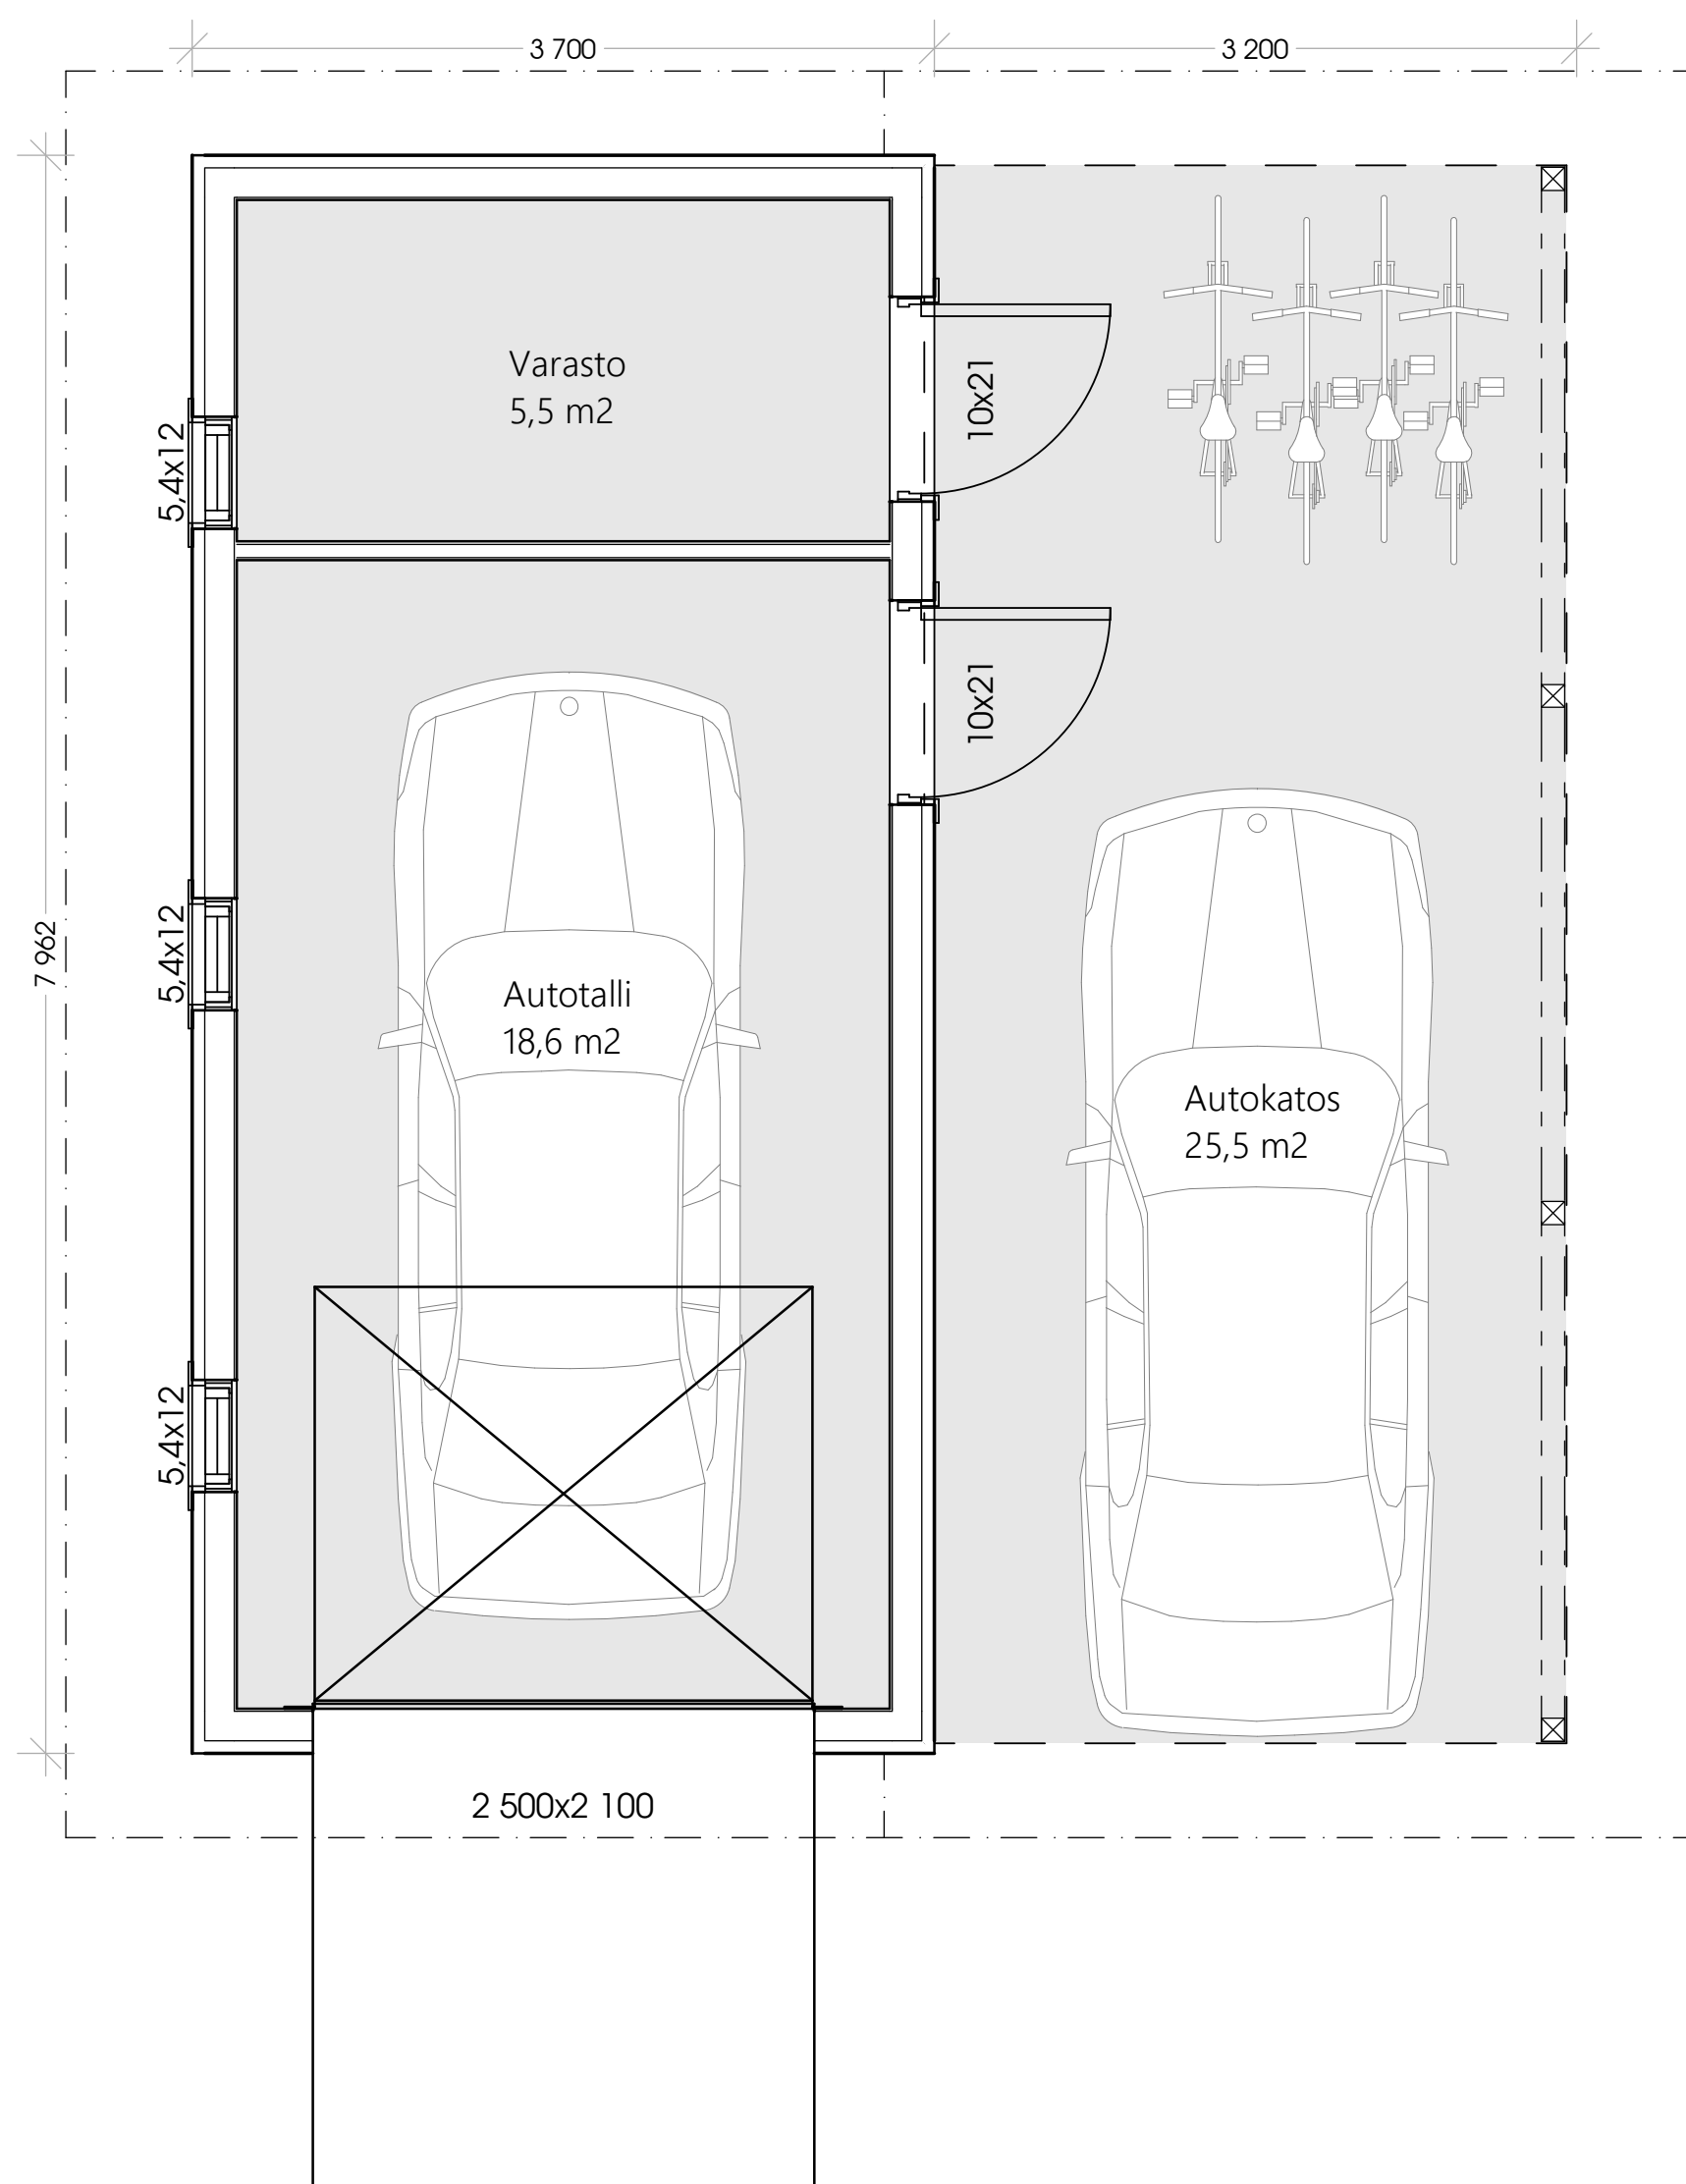 3 700
3 200
Varasto
5,5 m2
10x21
5,4x12
10x21
7 962
5,4x12
Autotalli
18,6 m2
Autokatos
25,5 m2
5,4x12
2 500x2 100